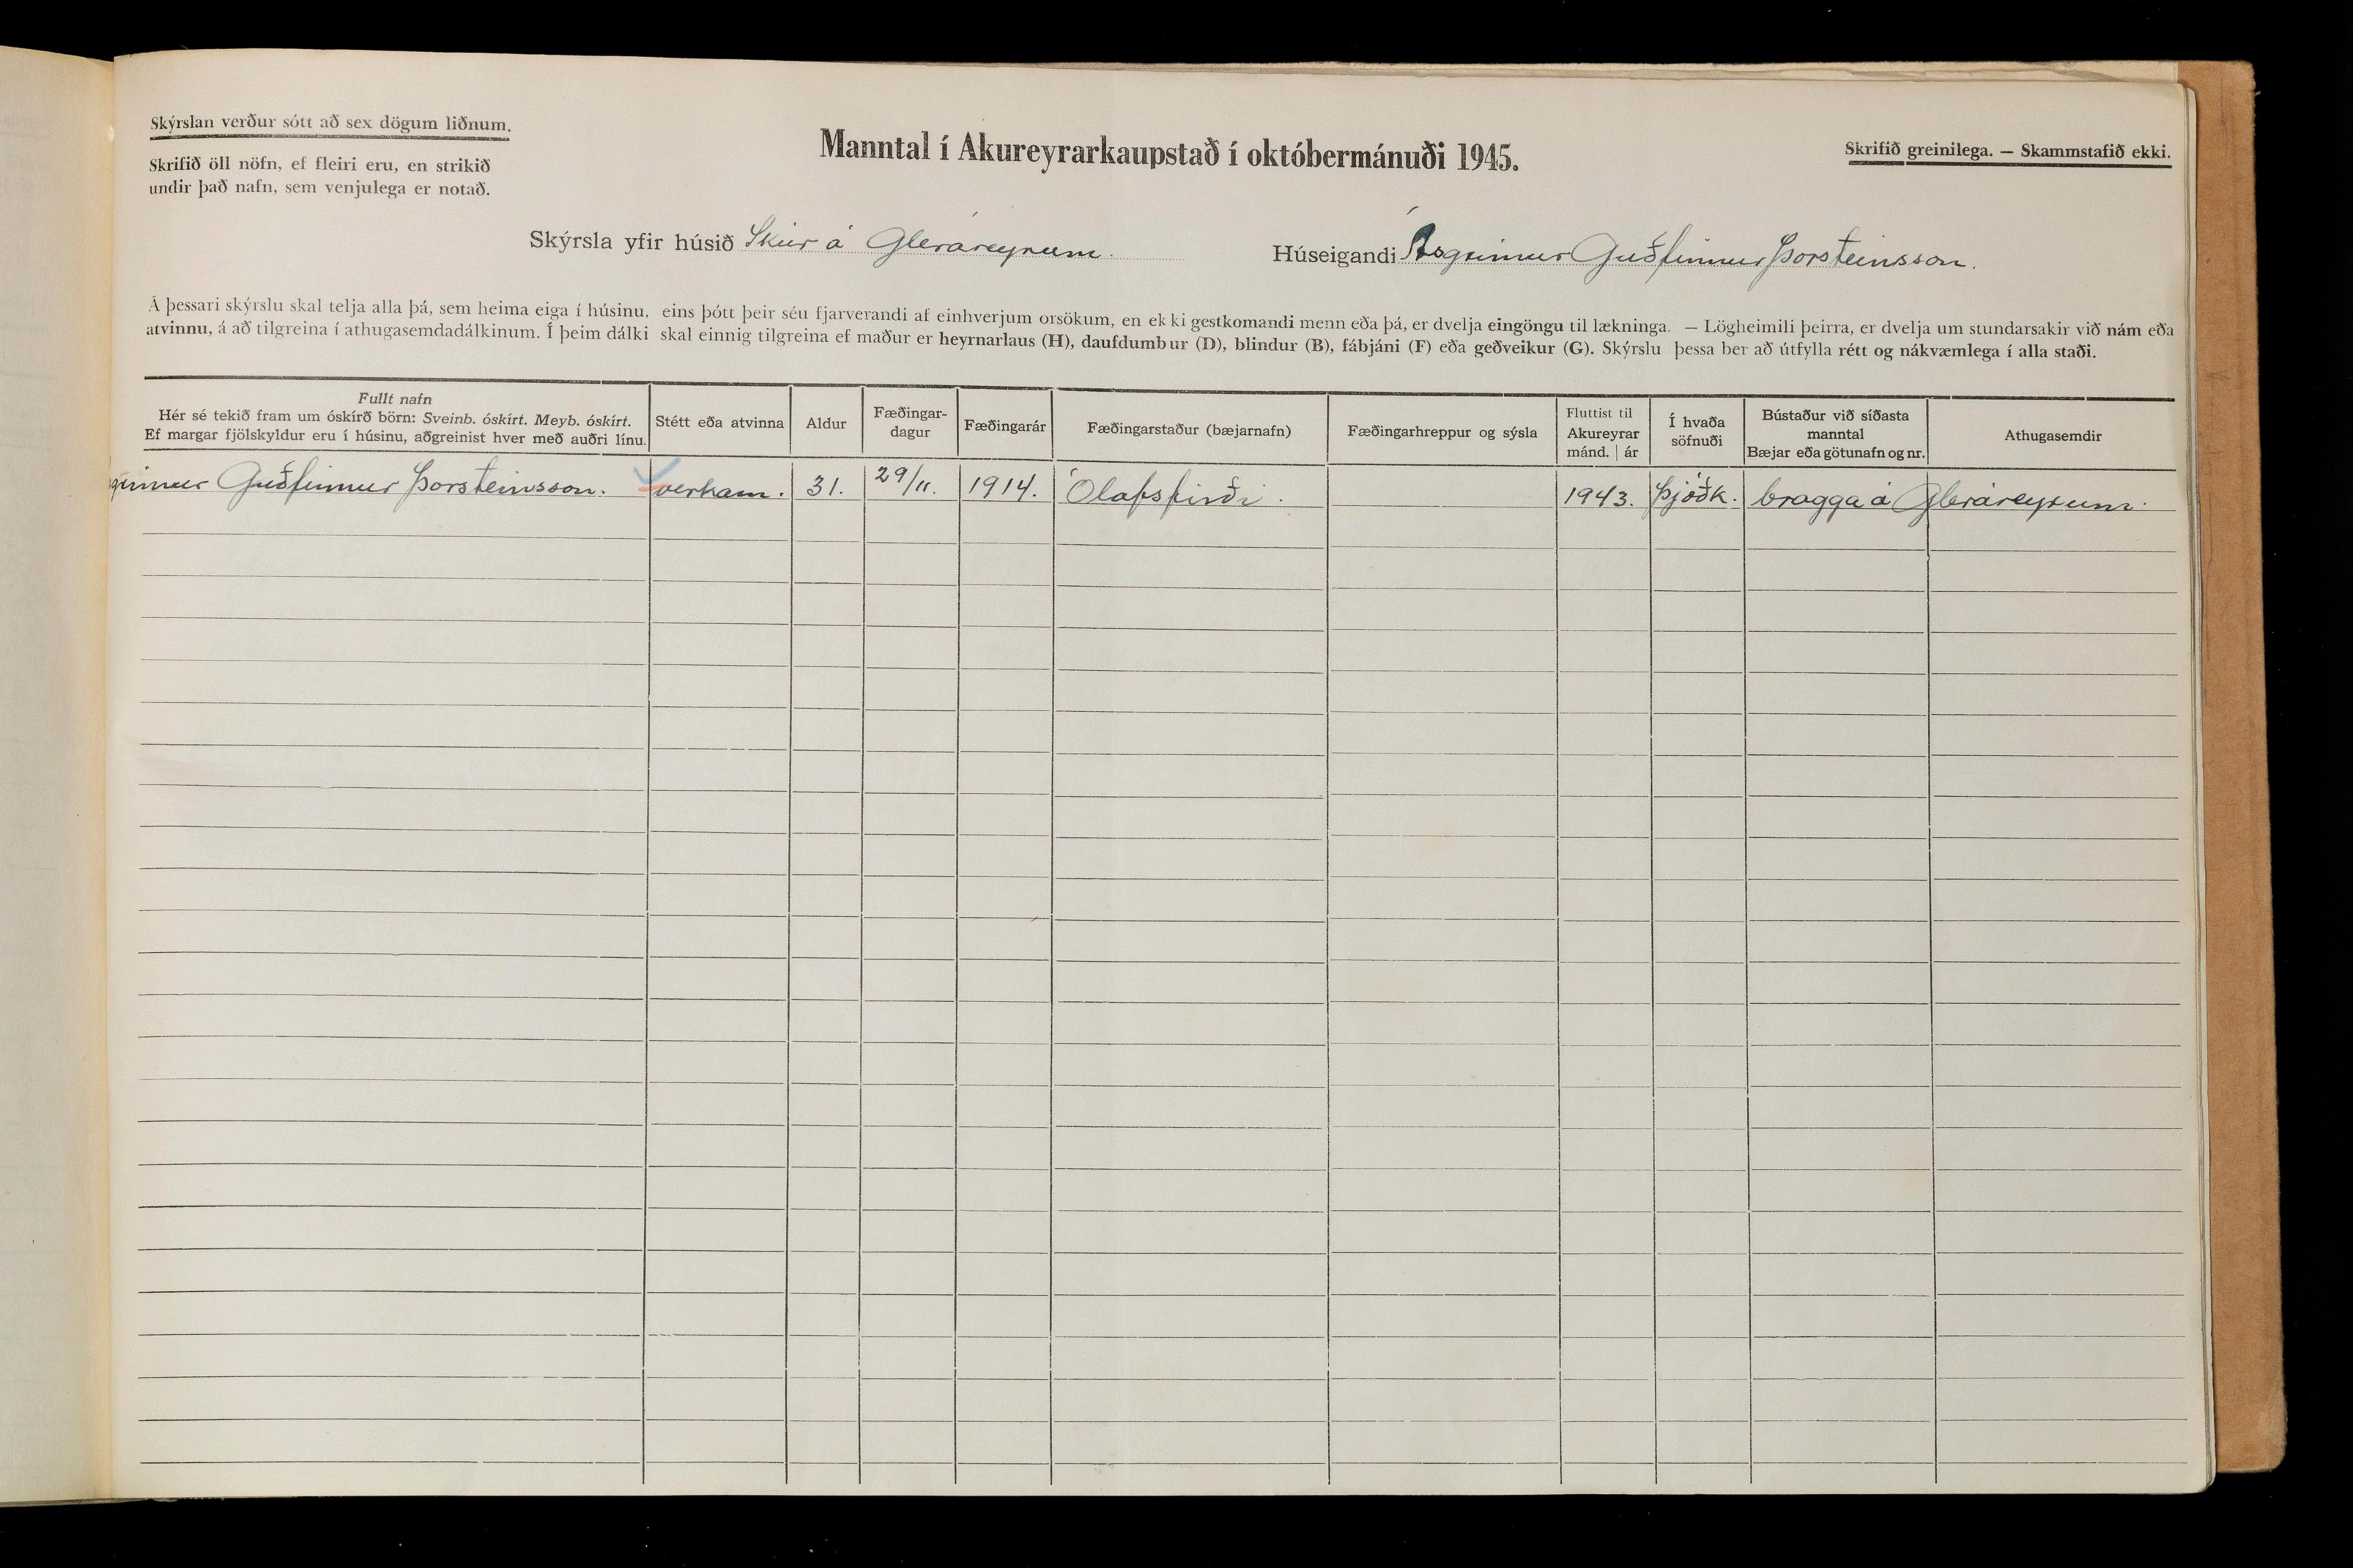 Skýrslan verður sótt að sex dögum liðnum.
Skrifið öll nöfn, ef fleiri eru, en strikið
undir það nafn, sem venjulega er notað.
Manntal í Akureyrarkaupstað í októbermánuði 1945.
Skrifið greinilega. — Skammstafið ekki.
Skýrsla yfir húsið Skúr á Gleráreyrum.
Húseigandi Ásgrímur Guðfinnur Þorsteinsson.
Á þessari skýrslu skal telja alla þá, sem heima eiga í húsinu, eins þótt þeir séu fjarverandi af einhverjum orsökum, en ekki gestkomandi menn eða þá, er dvelja eingöngu til lækninga. — Lögheimili þeirra, er dvelja um stundarsakir við nám eða
atvinnu, á að tilgreina í athugasemdadálkinum. Í þeim dálki skal einnig tilgreina ef maður er heyrnarlaus (H), daufdumbur (D), blindur (B), fábjáni (F) eða geðveikur (G). Skýrslu þessa ber að útfylla rétt og nákvæmlega í alla staði.
Fullt nafn
Hér sé tekið fram um óskírð börn: Sveinb. óskírt. Meyb. óskírt.
Ef margar fjölskyldur eru í húsinu, aðgreinist hver með auðri línu.
Stétt eða atvinna
Aldur
Fæðingar-
dagur
Fæðingarár
Fæðingarstaður (bæjarnafn)
Fæðingarhreppur og sýsla
Fluttist til
Akureyrar
mánd. | ár
Í hvaða
söfnuði
Bústaður við síðasta
manntal
Bæjar eða götunafn og nr.
Athugasemdir
grímur Guðfinnur Þorsteinsson. verkam. 31. 29/11. 1914. Ólafsfirði. 1943. Þjóðk. bragga á Gleráreyrum.